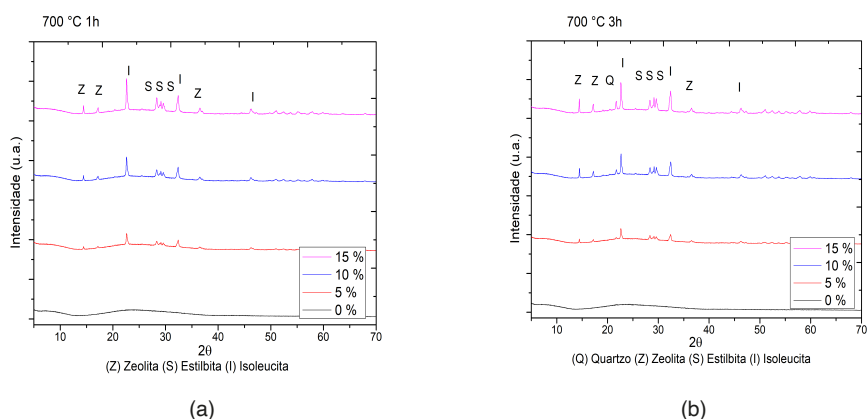 700 °C 1h
I
Z Z S S S I Z I
Intensidade (u.a.)
15 %
10 %
5 %
0 %
10 20 30 40 50 60 70
2θ
(Z) Zeolita (S) Estilbita (I) Isoleucita
(a)
700 °C 3h
I
Z Z Q S S S I Z I
Intensidade (u.a.)
15 %
10 %
5 %
0 %
10 20 30 40 50 60 70
2θ
(Q) Quartzo (Z) Zeolita (S) Estilbita (I) Isoleucita
(b)